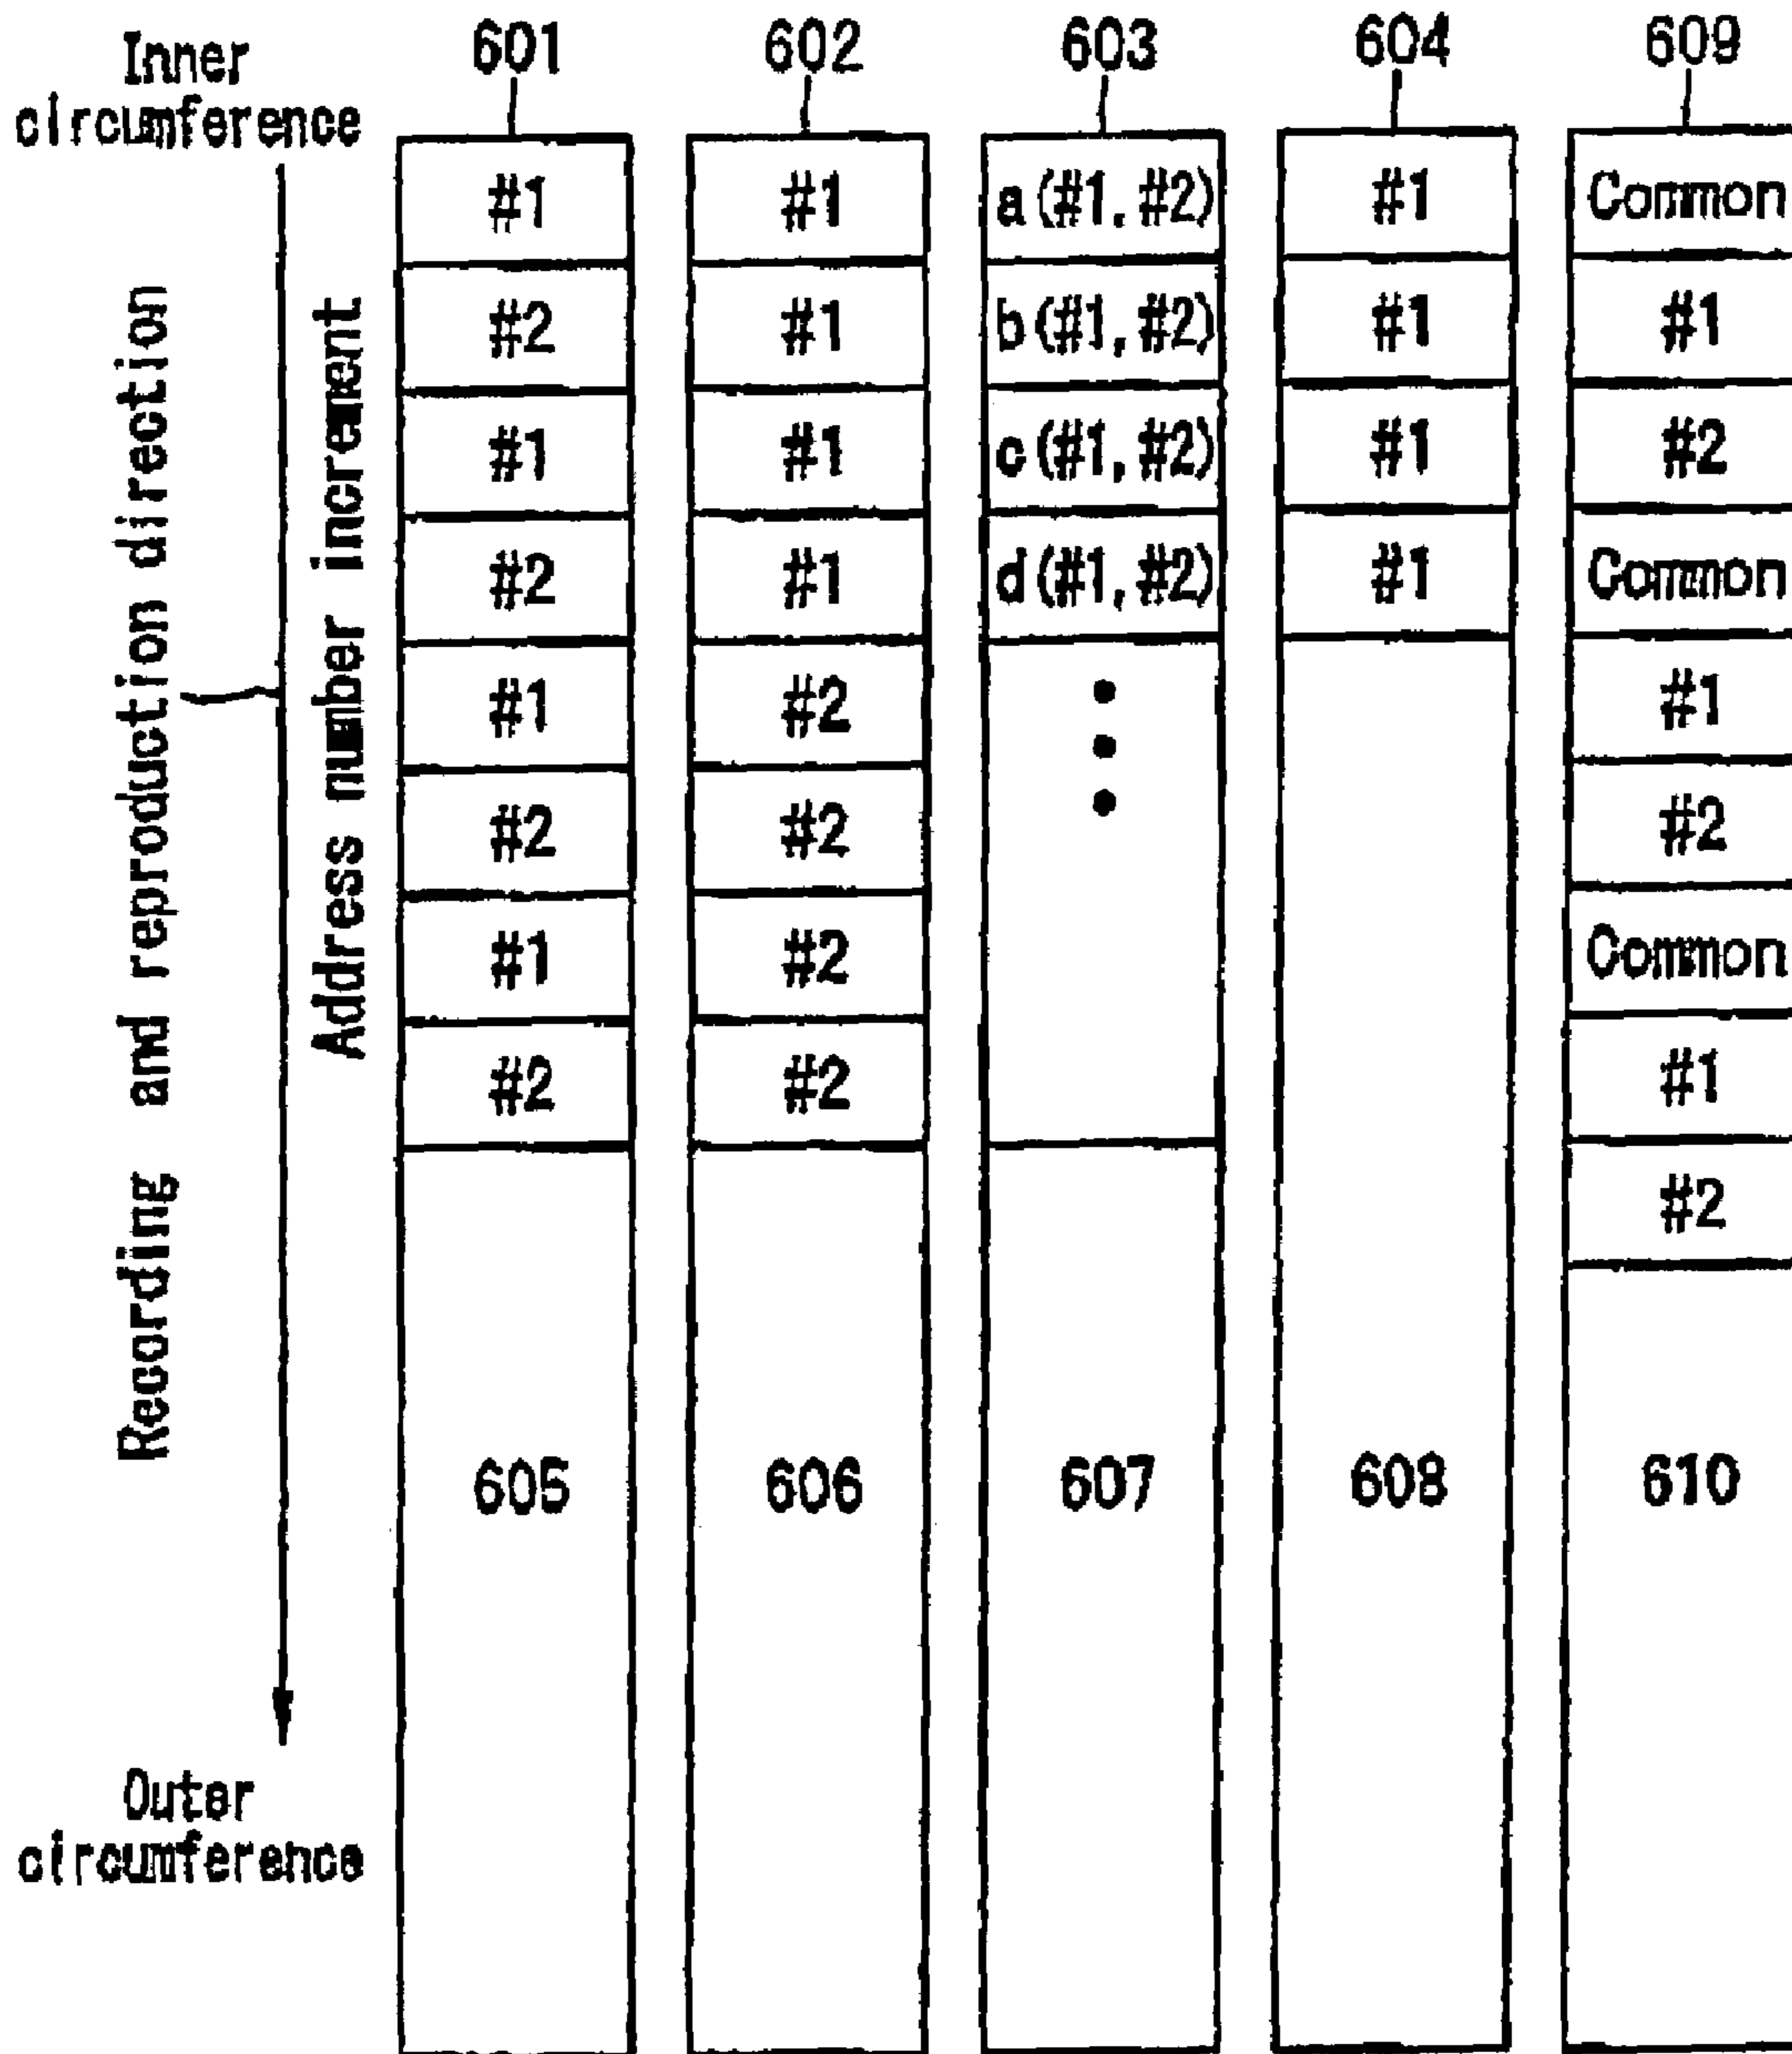 Inner
circumference
601 602 603 604 609
#1 #1 a(#1,#2) #1 Common
#2 #1 b(#1,#2) #1 #1
#1 #1 c(#1,#2) #1 #2
#2 #1 d(#1,#2) #1 Common
#1 #2 #1
#2 #2 #2
#1 #2 Common
#2 #2 #1
#2
605 606 607 608 610
Recording and reproduction direction
Address number increment
Outer
circumference